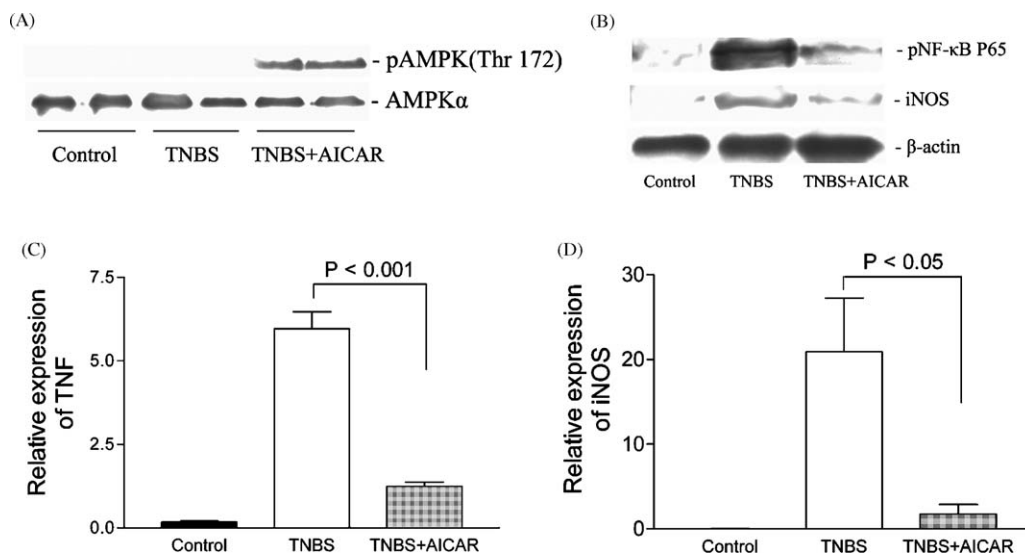 (A)
- pAMPK(Thr 172)
- AMPKα
Control TNBS TNBS+AICAR
(B)
- pNF-κB P65
- iNOS
- β-actin
Control TNBS TNBS+AICAR
(C)
P < 0.001
Relative expression
of TNF
7.5
5.0
2.5
0.0
Control TNBS TNBS+AICAR
(D)
P < 0.05
Relative expression
of iNOS
30
20
10
0
Control TNBS TNBS+AICAR